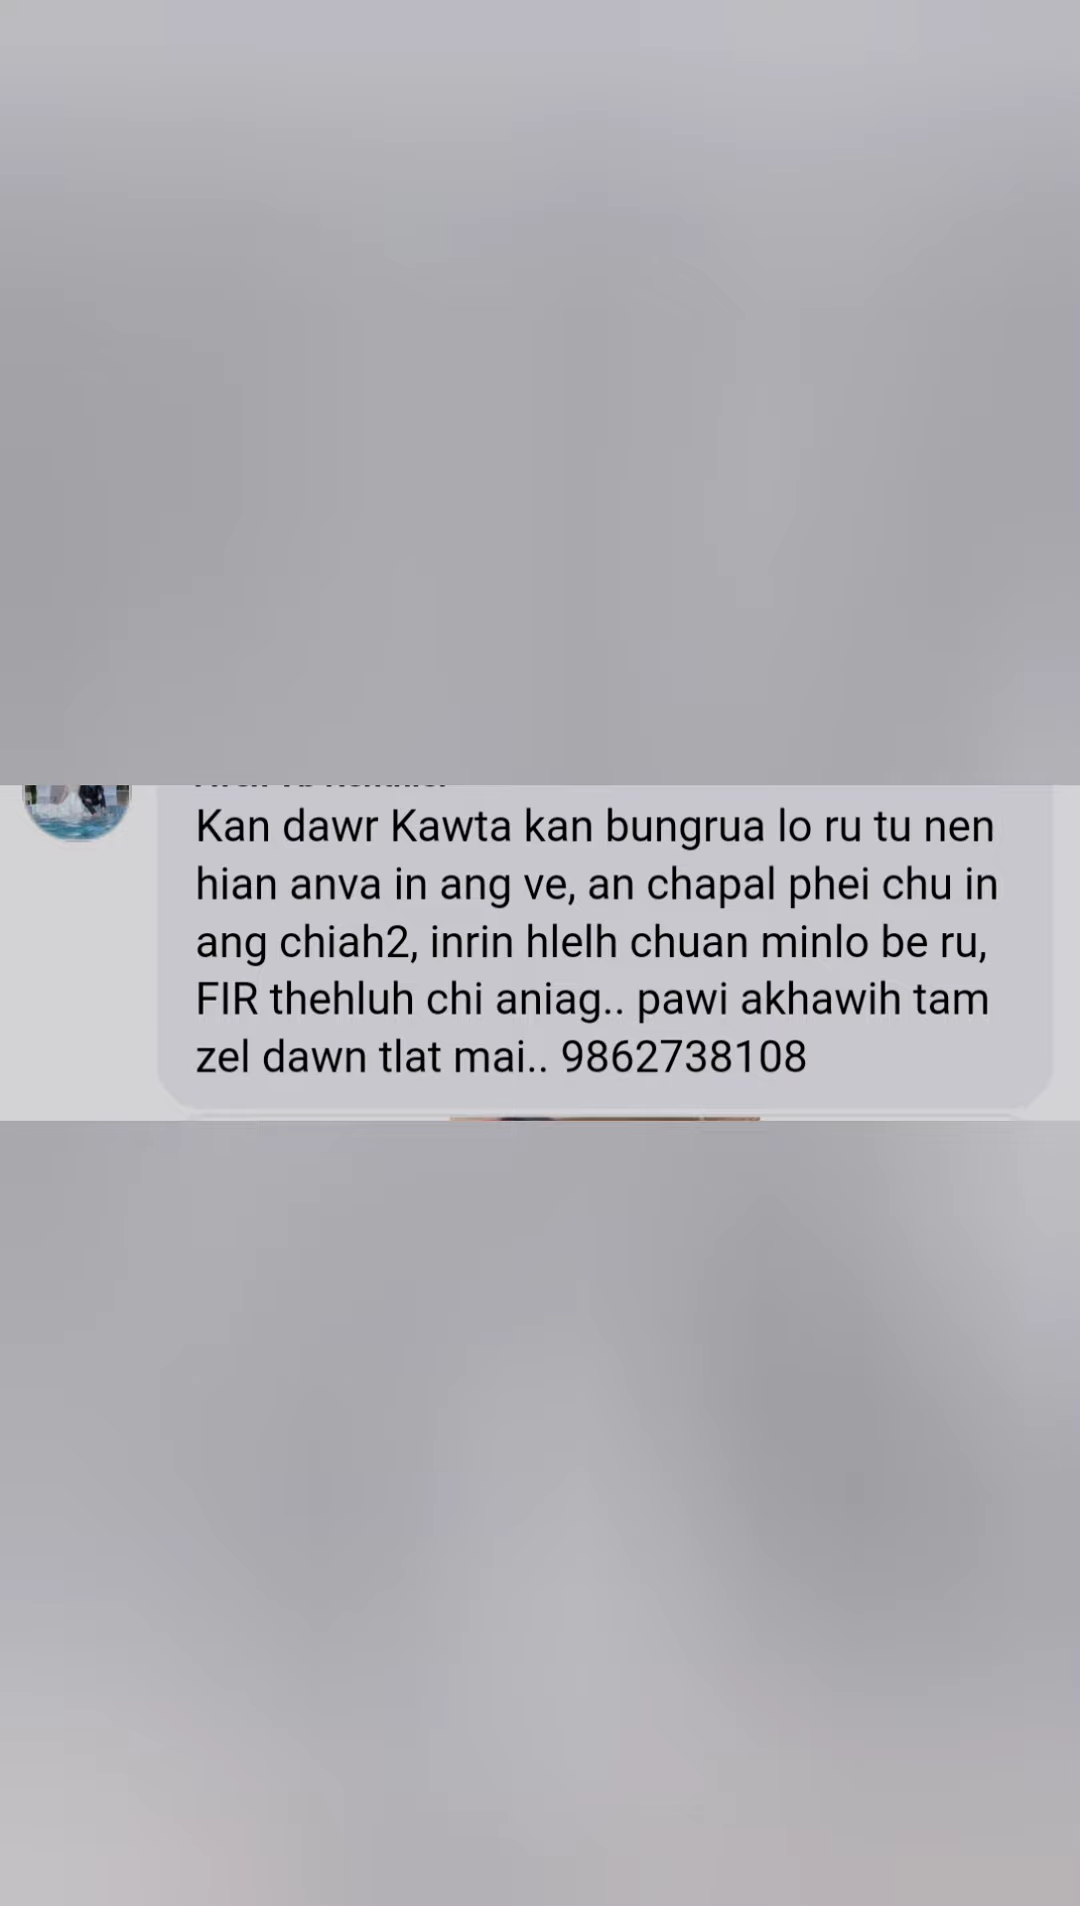 Kan dawr Kawta kan bungrua lo ru tu nen
hian anva in ang ve, an chapal phei chu in
ang chiah2, inrin hlelh chuan minlo be ru,
FIR thehluh chi aniag.. pawi akhawih tam
zel dawn tlat mai.. 9862738108